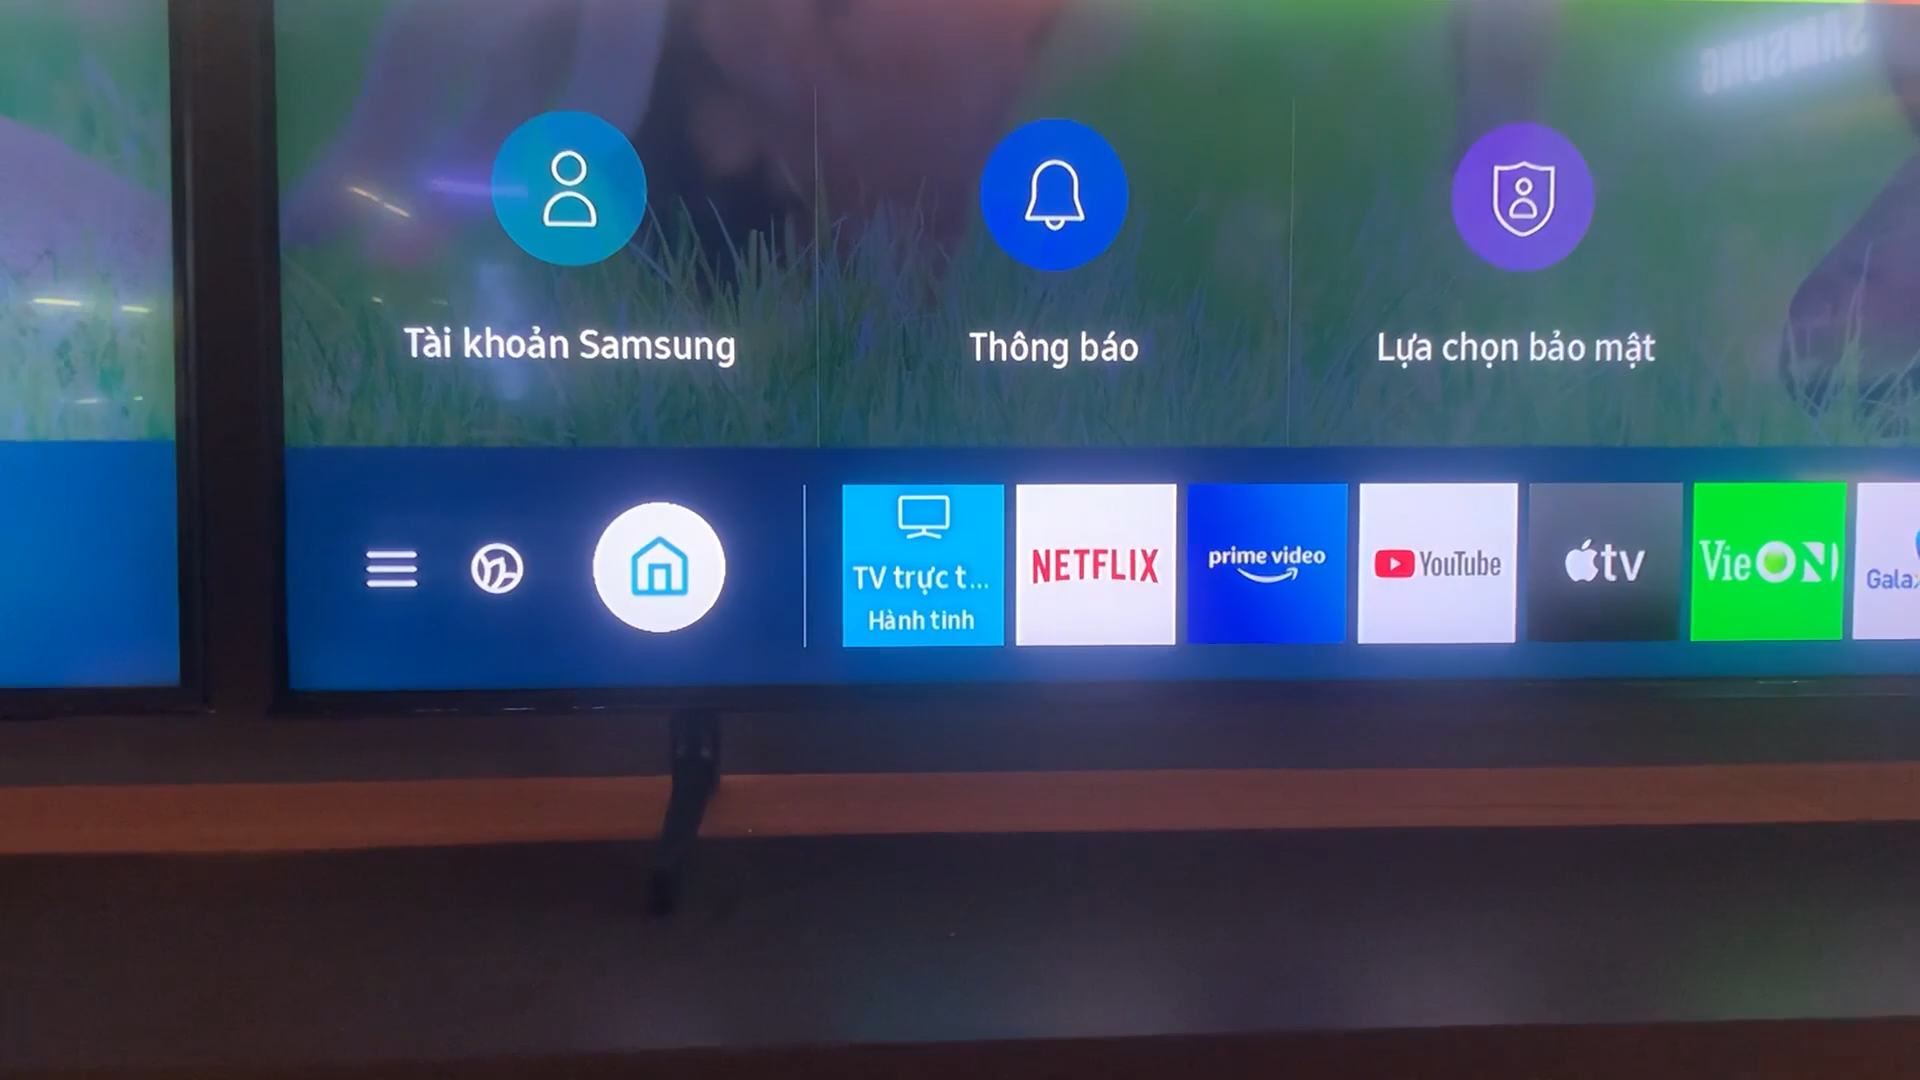 SAMSUNG
Tài khoản Samsung
Thông báo
Lựa chọn bảo mật
TV trực t...
Hành tinh
NETFLIX
prime video
YouTube
tv
VieON